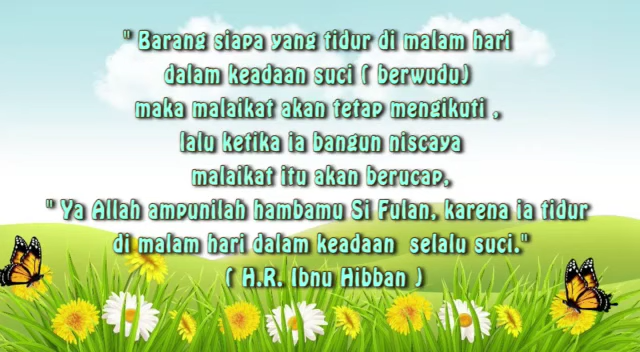 " Barang siapa yang tidur di malam hari
dalam keadaan suci ( berwudu)
maka malaikat akan tetap mengikuti ,
lalu ketika ia bangun niscaya
malaikat itu akan berucap,
" Ya Allah ampunilah hambamu Si Fulan, karena ia tidur
di malam hari dalam keadaan selalu suci."
( H.R. Ibnu Hibban )